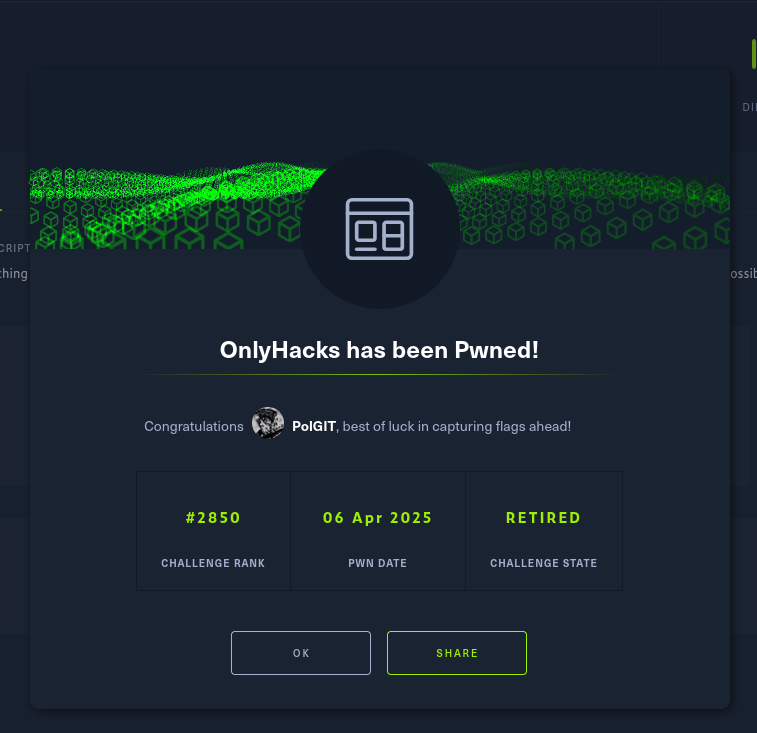 DI
CRIPT
ching
ossib
OnlyHacks has been Pwned!
Congratulations PolGIT, best of luck in capturing flags ahead!
#2850 06 Apr 2025 RETIRED
CHALLENGE RANK PWN DATE CHALLENGE STATE
OK SHARE